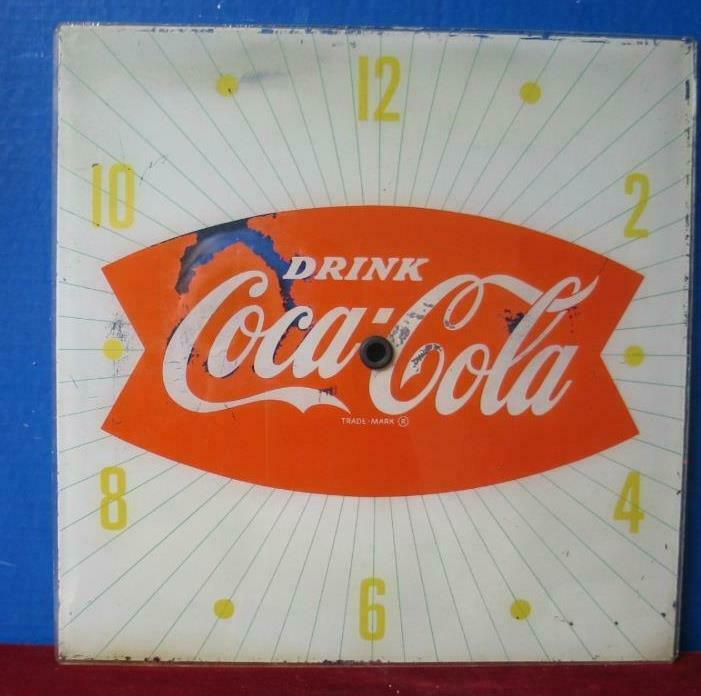 12
10 2
DRINK
Coca-Cola
TRADE-MARK ®
8 4
6